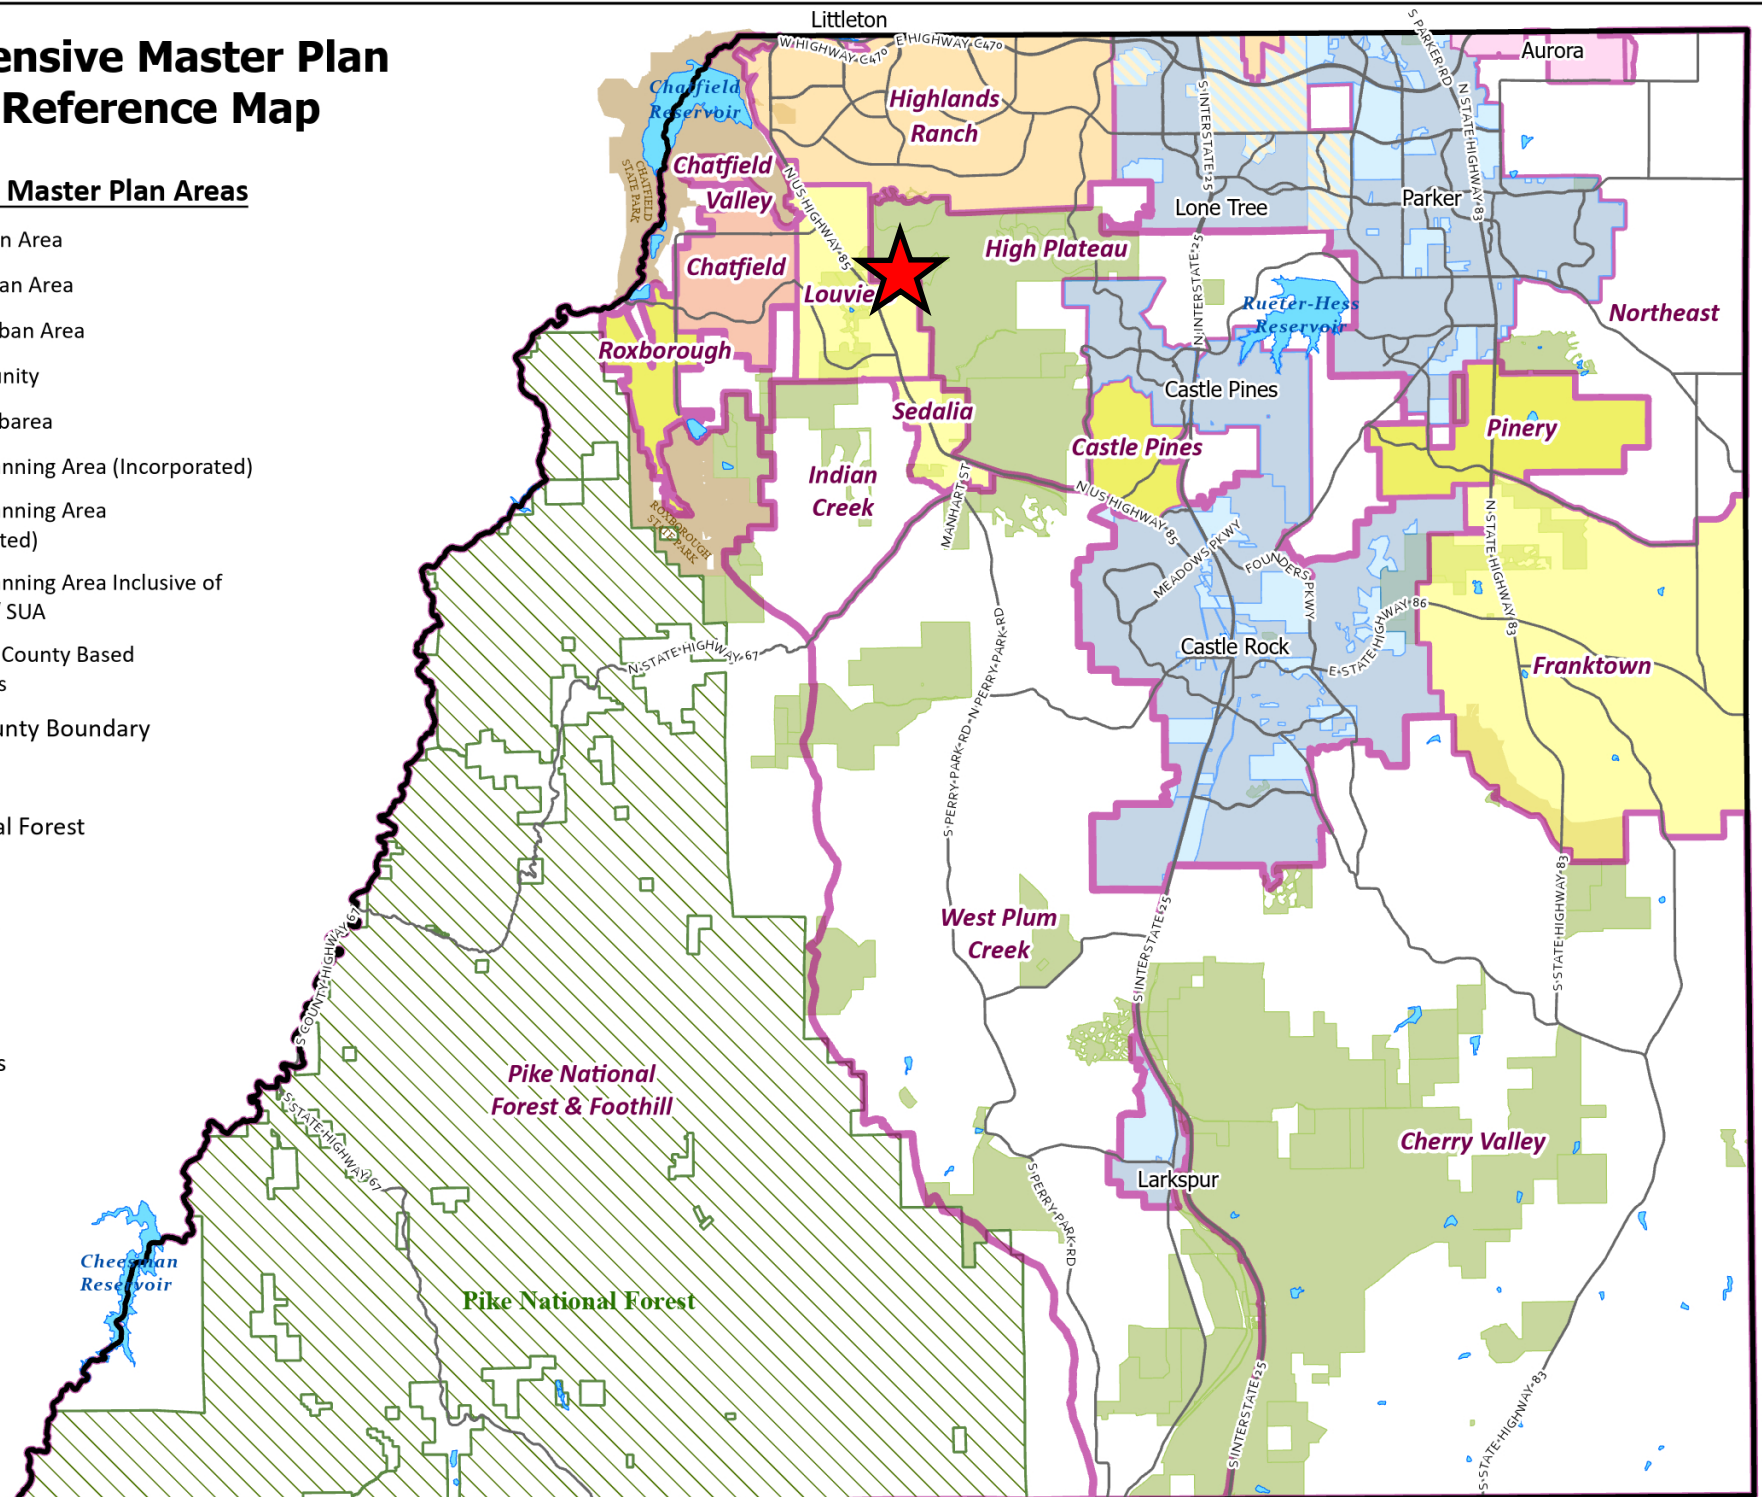 ensive Master Plan
Reference Map
Master Plan Areas
n Area
an Area
ban Area
nity
barea
nning Area (Incorporated)
nning Area
ted)
nning Area Inclusive of
SUA
County Based
s
unty Boundary
al Forest
s
Littleton
W HIGHWAY C470
E HIGHWAY C470
S PARKER RD
Aurora
Chatfield
Reservoir
Highlands
Ranch
S INTERSTATE 25
N STATE HIGHWAY 83
CHATFIELD
STATE PARK
Chatfield
Valley
N US HIGHWAY 85
Lone Tree
Parker
High Plateau
Chatfield
Louvie
N INTERSTATE 25
Rueter-Hess
Reservoir
Northeast
Roxborough
Castle Pines
Sedalia
Castle Pines
Pinery
Indian
Creek
MANHART ST
N US HIGHWAY 85
ROXBOROUGH
STATE PARK
MEADOWS PKWY
FOUNDERS PKWY
N STATE HIGHWAY 83
E STATE HIGHWAY 86
Castle Rock
N STATE HIGHWAY 67
S PERRY PARK RD
N PERRY PARK RD
Franktown
S COUNTY HIGHWAY 67
West Plum
Creek
S INTERSTATE 25
S STATE HIGHWAY 83
Pike National
Forest & Foothill
S STATE HIGHWAY 67
Cherry Valley
Larkspur
S PERRY PARK RD
Cheesman
Reservoir
Pike National Forest
S INTERSTATE 25
S STATE HIGHWAY 83